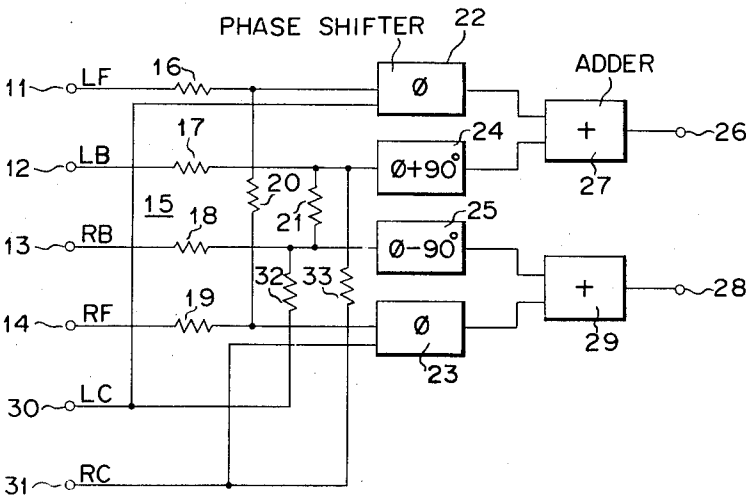 PHASE SHIFTER 22
11 LF 16 Ø ADDER
12 LB 17 24 Ø+90° + 26
15 20 21 25 27
13 RB 18 Ø-90°
32 33 + 28
14 RF 19 Ø 29
23
30 LC
31 RC